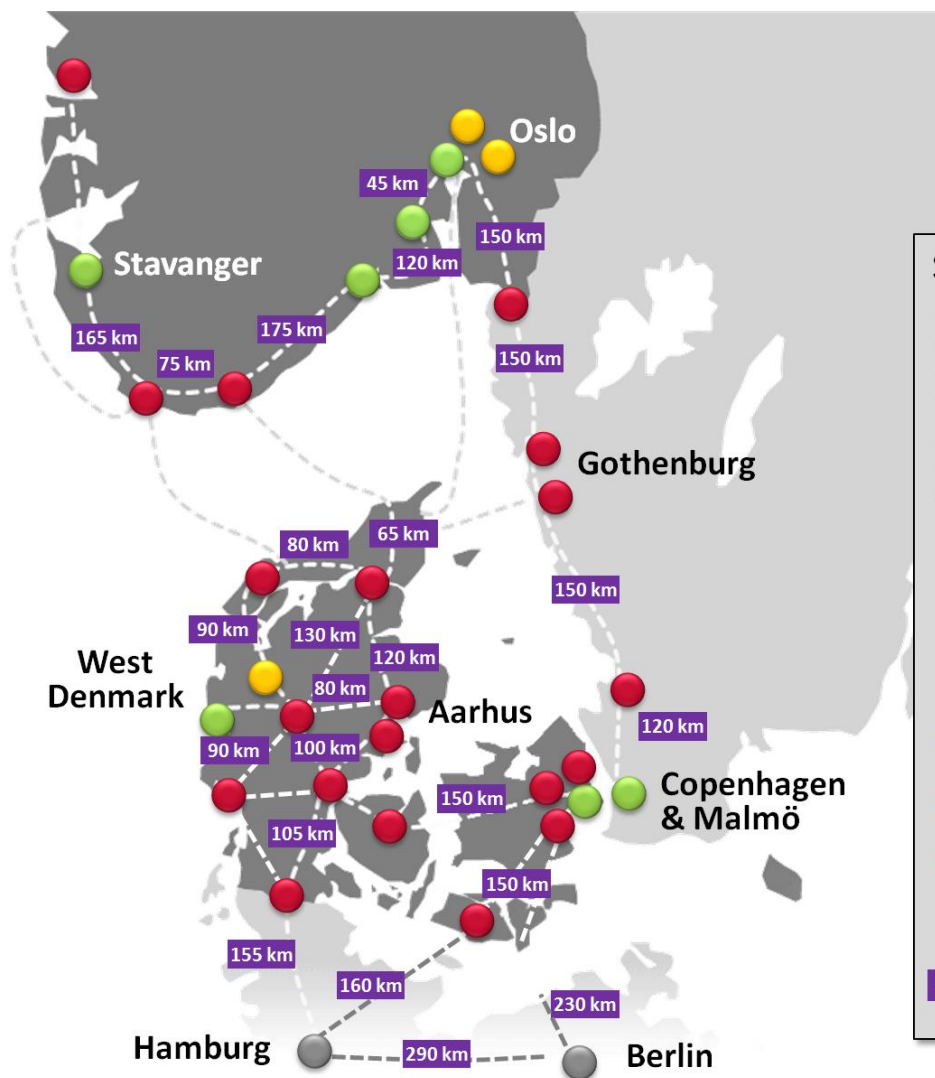 Oslo
45 km
150 km
Stavanger
120 km
S
165 km
175 km
75 km
150 km
Gothenburg
65 km
80 km
150 km
90 km
130 km
West
Denmark
120 km
80 km
Aarhus
120 km
90 km
100 km
150 km
Copenhagen
& Malmö
105 km
150 km
155 km
160 km
230 km
Hamburg
290 km
Berlin